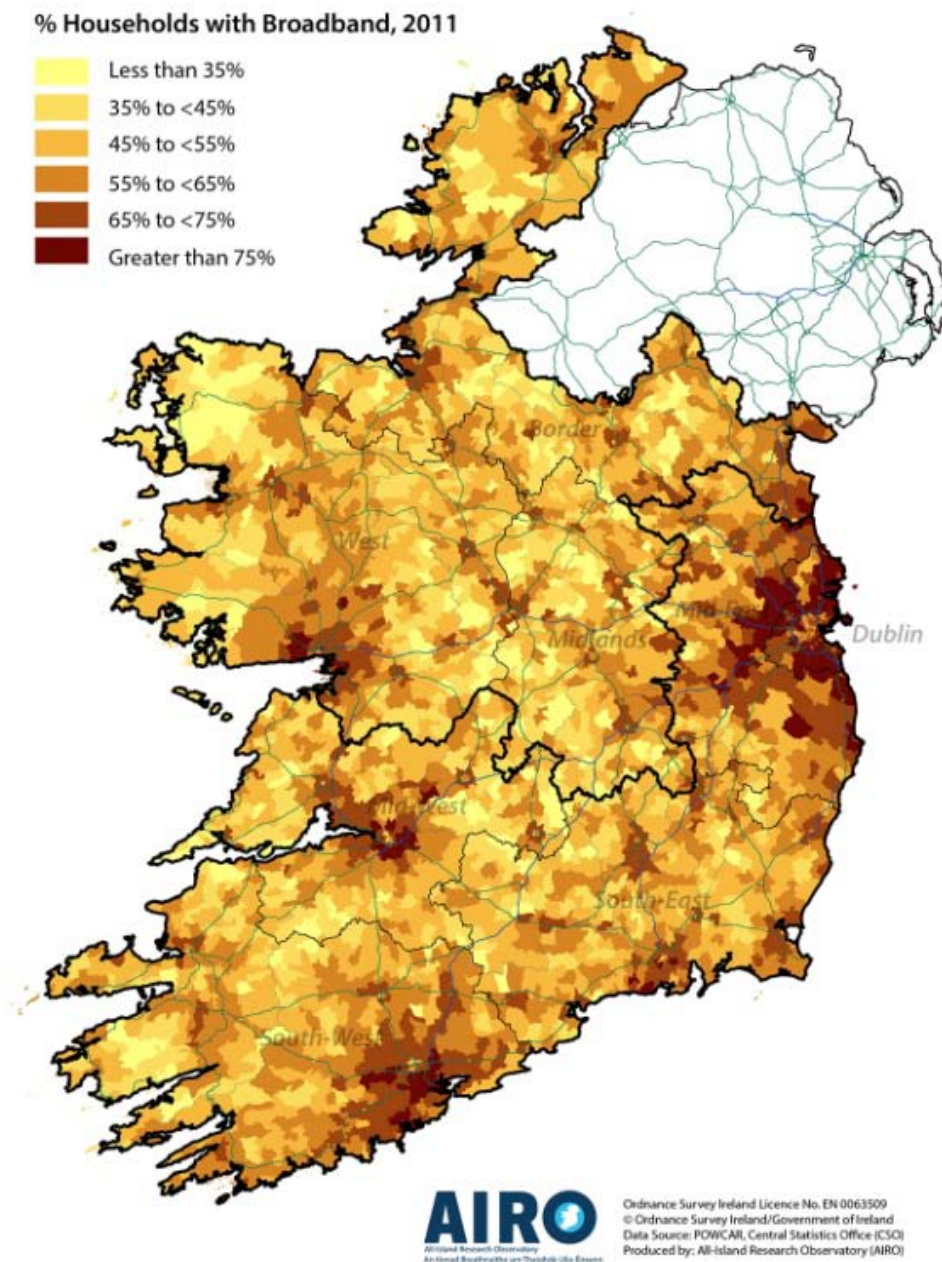 % Households with Broadband, 2011
Less than 35%
35% to <45%
45% to <55%
55% to <65%
65% to <75%
Greater than 75%
Border
West
Mid-East
Dublin
Midlands
Mid-West
South-East
South-West
AIRO
All-Island Research Observatory
Ordnance Survey Ireland Licence No. EN 0063509
© Ordnance Survey Ireland/Government of Ireland
Data Source: POWCAR, Central Statistics Office (CSO)
Produced by: All-Island Research Observatory (AIRO)